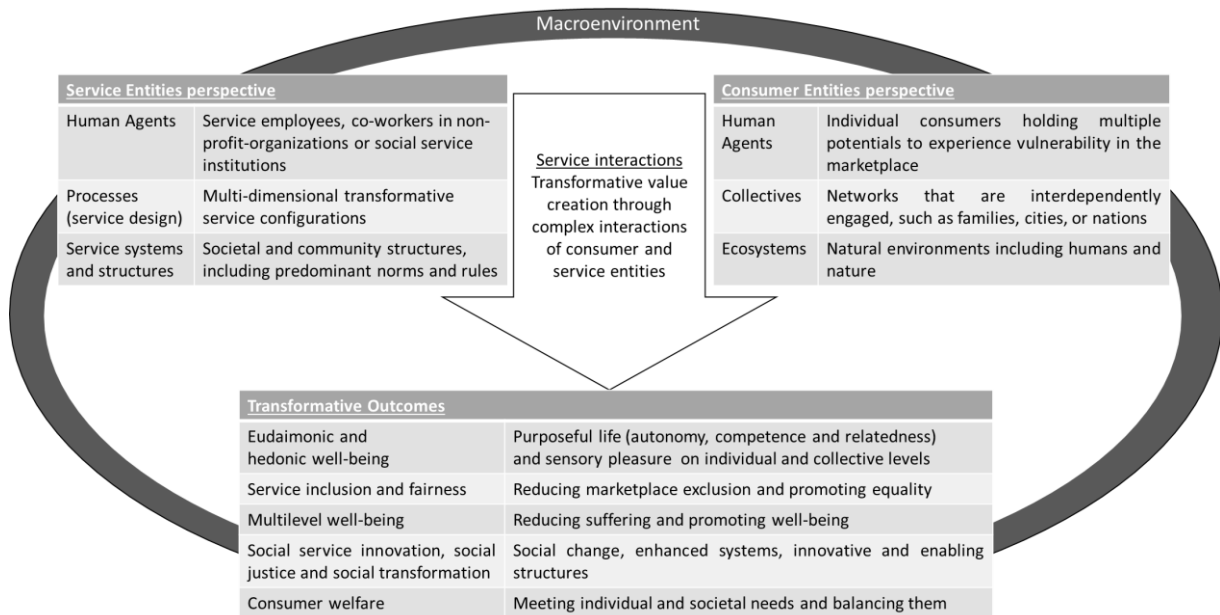 Macroenvironment
Service Entities perspective
Human Agents
Service employees, co-workers in non-
profit-organizations or social service
institutions
Processes
(service design)
Multi-dimensional transformative
service configurations
Service systems
and structures
Societal and community structures,
including predominant norms and rules
Service interactions
Transformative value
creation through
complex interactions
of consumer and
service entities
Consumer Entities perspective
Human
Agents
Individual consumers holding multiple
potentials to experience vulnerability in the
marketplace
Collectives
Networks that are interdependently
engaged, such as families, cities, or nations
Ecosystems
Natural environments including humans and
nature
Transformative Outcomes
Eudaimonic and
hedonic well-being
Purposeful life (autonomy, competence and relatedness)
and sensory pleasure on individual and collective levels
Service inclusion and fairness
Reducing marketplace exclusion and promoting equality
Multilevel well-being
Reducing suffering and promoting well-being
Social service innovation, social
justice and social transformation
Social change, enhanced systems, innovative and enabling
structures
Consumer welfare
Meeting individual and societal needs and balancing them